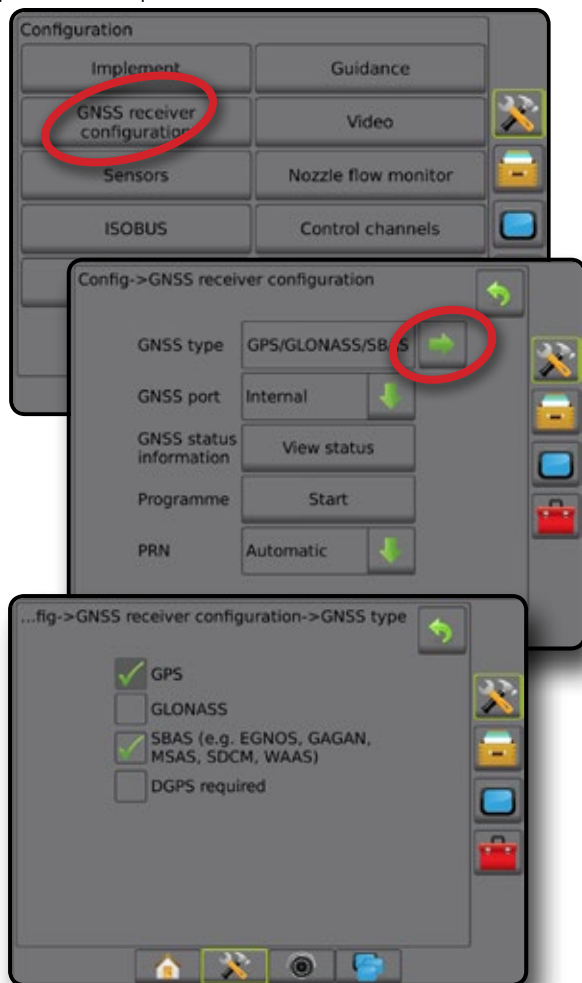 Configuration
Implement
Guidance
GNSS receiver
configuration
Video
Sensors
Nozzle flow monitor
ISOBUS
Control channels
Config->GNSS receiver configuration
GNSS type
GPS/GLONASS/SBAS
GNSS port
Internal
GNSS status
information
View status
Programme
Start
PRN
Automatic
...fig->GNSS receiver configuration->GNSS type
GPS
GLONASS
SBAS (e.g. EGNOS, GAGAN,
MSAS, SDCM, WAAS)
DGPS required